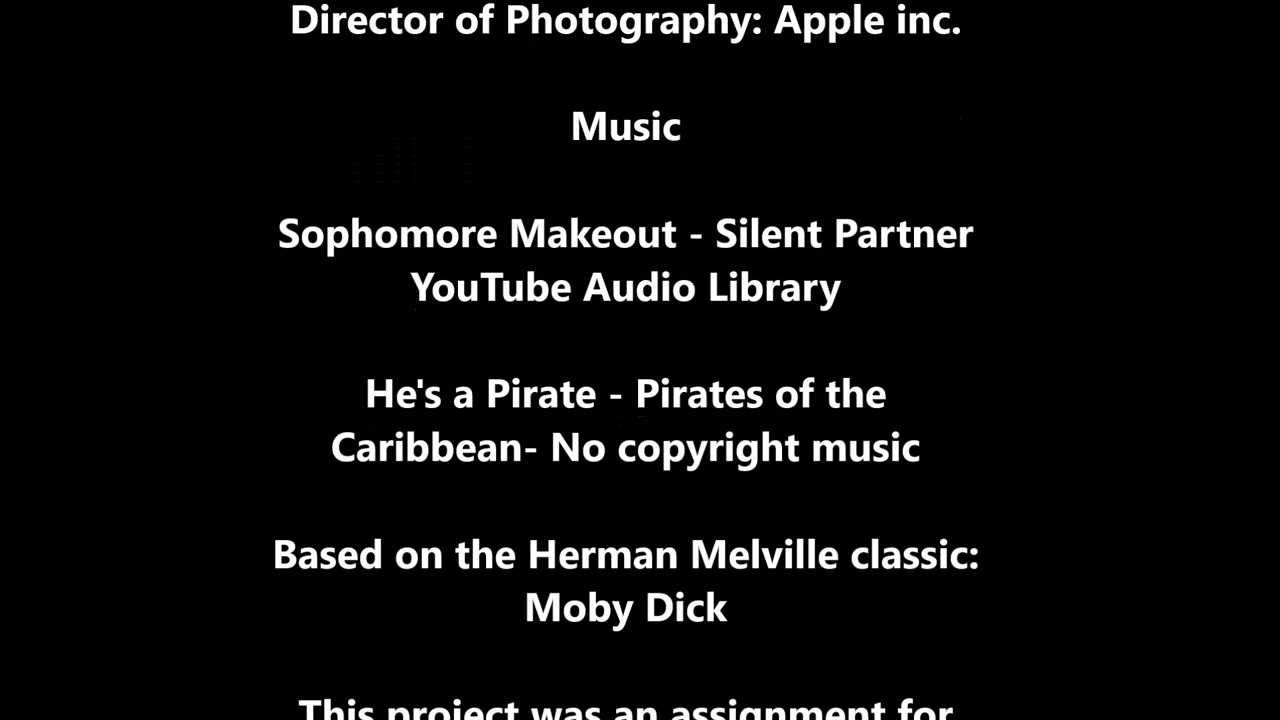 Director of Photography: Apple inc.
Music
Sophomore Makeout - Silent Partner
YouTube Audio Library
He's a Pirate - Pirates of the
Caribbean- No copyright music
Based on the Herman Melville classic:
Moby Dick
This project was an assignment for